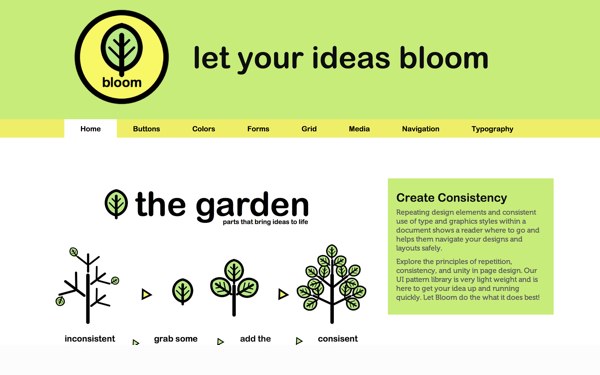 bloom
let your ideas bloom
Home Buttons Colors Forms Grid Media Navigation Typography
the garden
parts that bring ideas to life
inconsistent grab some add the consisent
Create Consistency
Repeating design elements and consistent
use of type and graphics styles within a
document shows a reader where to go and
helps them navigate your designs and
layouts safely.
Explore the principles of repetition,
consistency, and unity in page design. Our
UI pattern library is very light weight and is
here to get your idea up and running
quickly. Let Bloom do the what it does best!